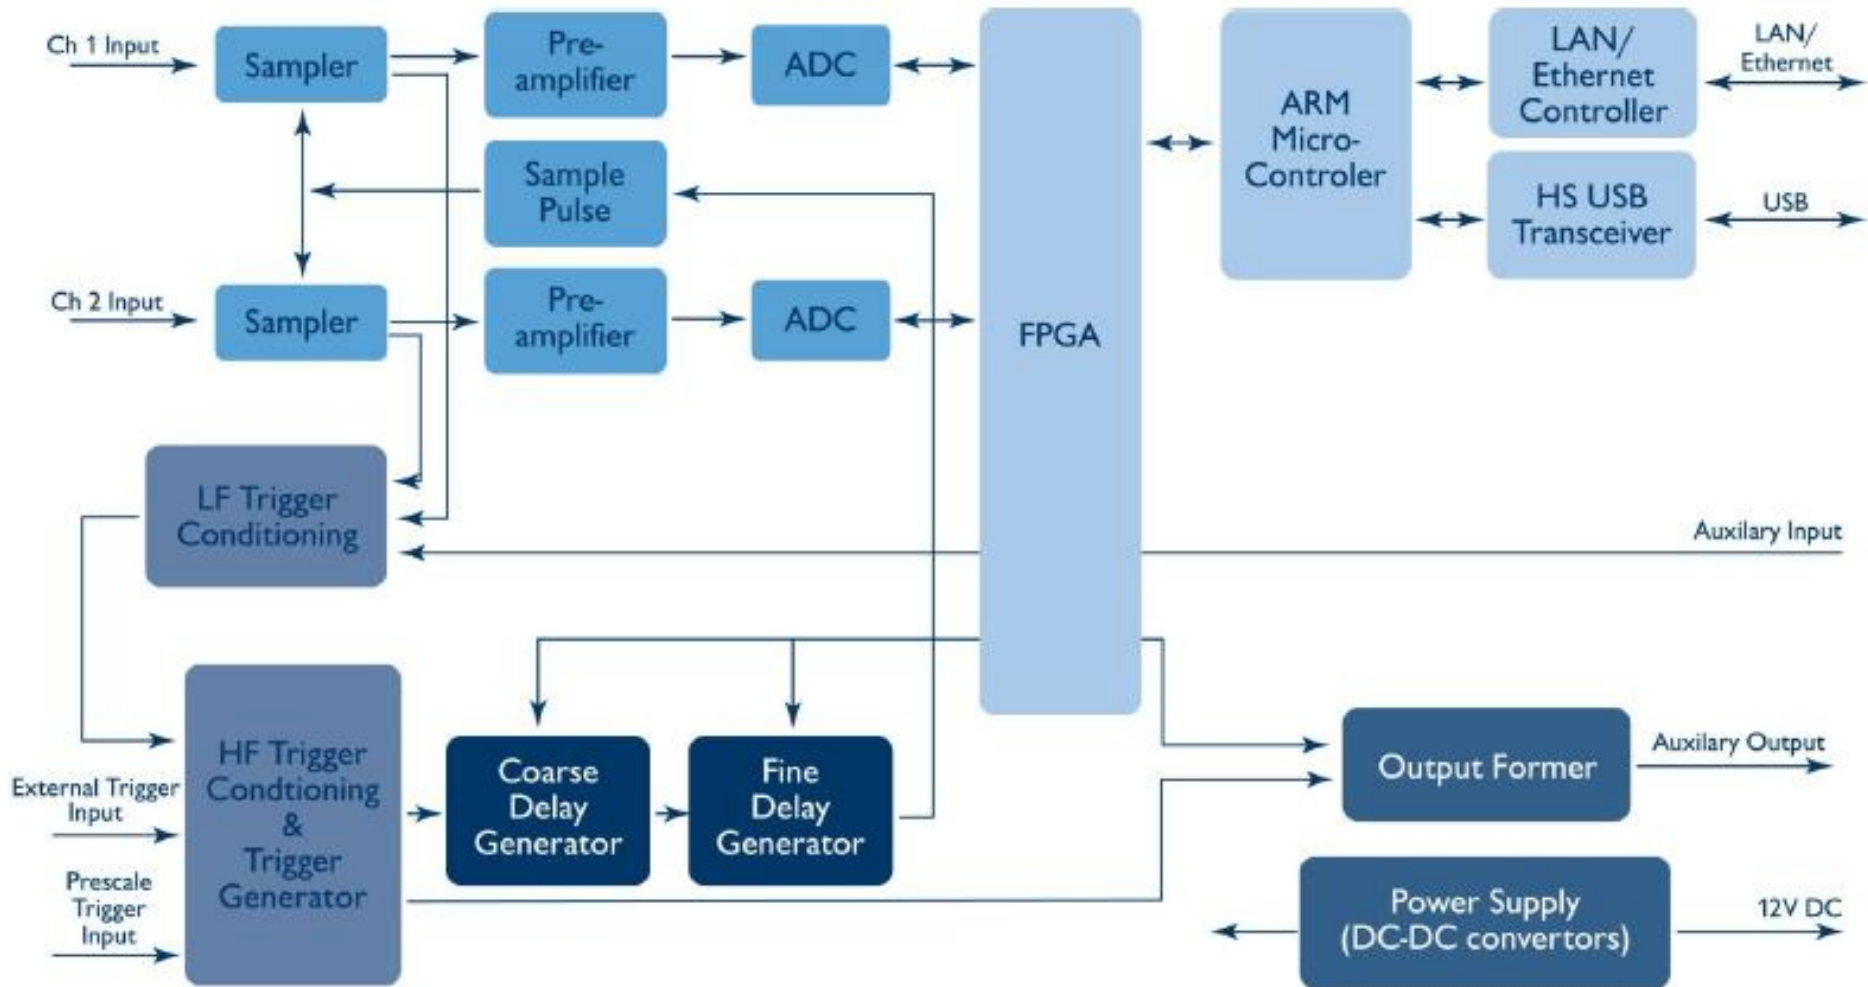 Ch 1 Input
Sampler
Pre-
amplifier
ADC
Sample
Pulse
Ch 2 Input
Sampler
Pre-
amplifier
ADC
FPGA
ARM
Micro-
Controler
LAN/
Ethernet
Controller
LAN/
Ethernet
HS USB
Transceiver
USB
LF Trigger
Conditioning
Auxilary Input
HF Trigger
Condtioning
&
Trigger
Generator
External Trigger
Input
Prescale
Trigger
Input
Coarse
Delay
Generator
Fine
Delay
Generator
Output Former
Auxilary Output
Power Supply
(DC-DC convertors)
12V DC